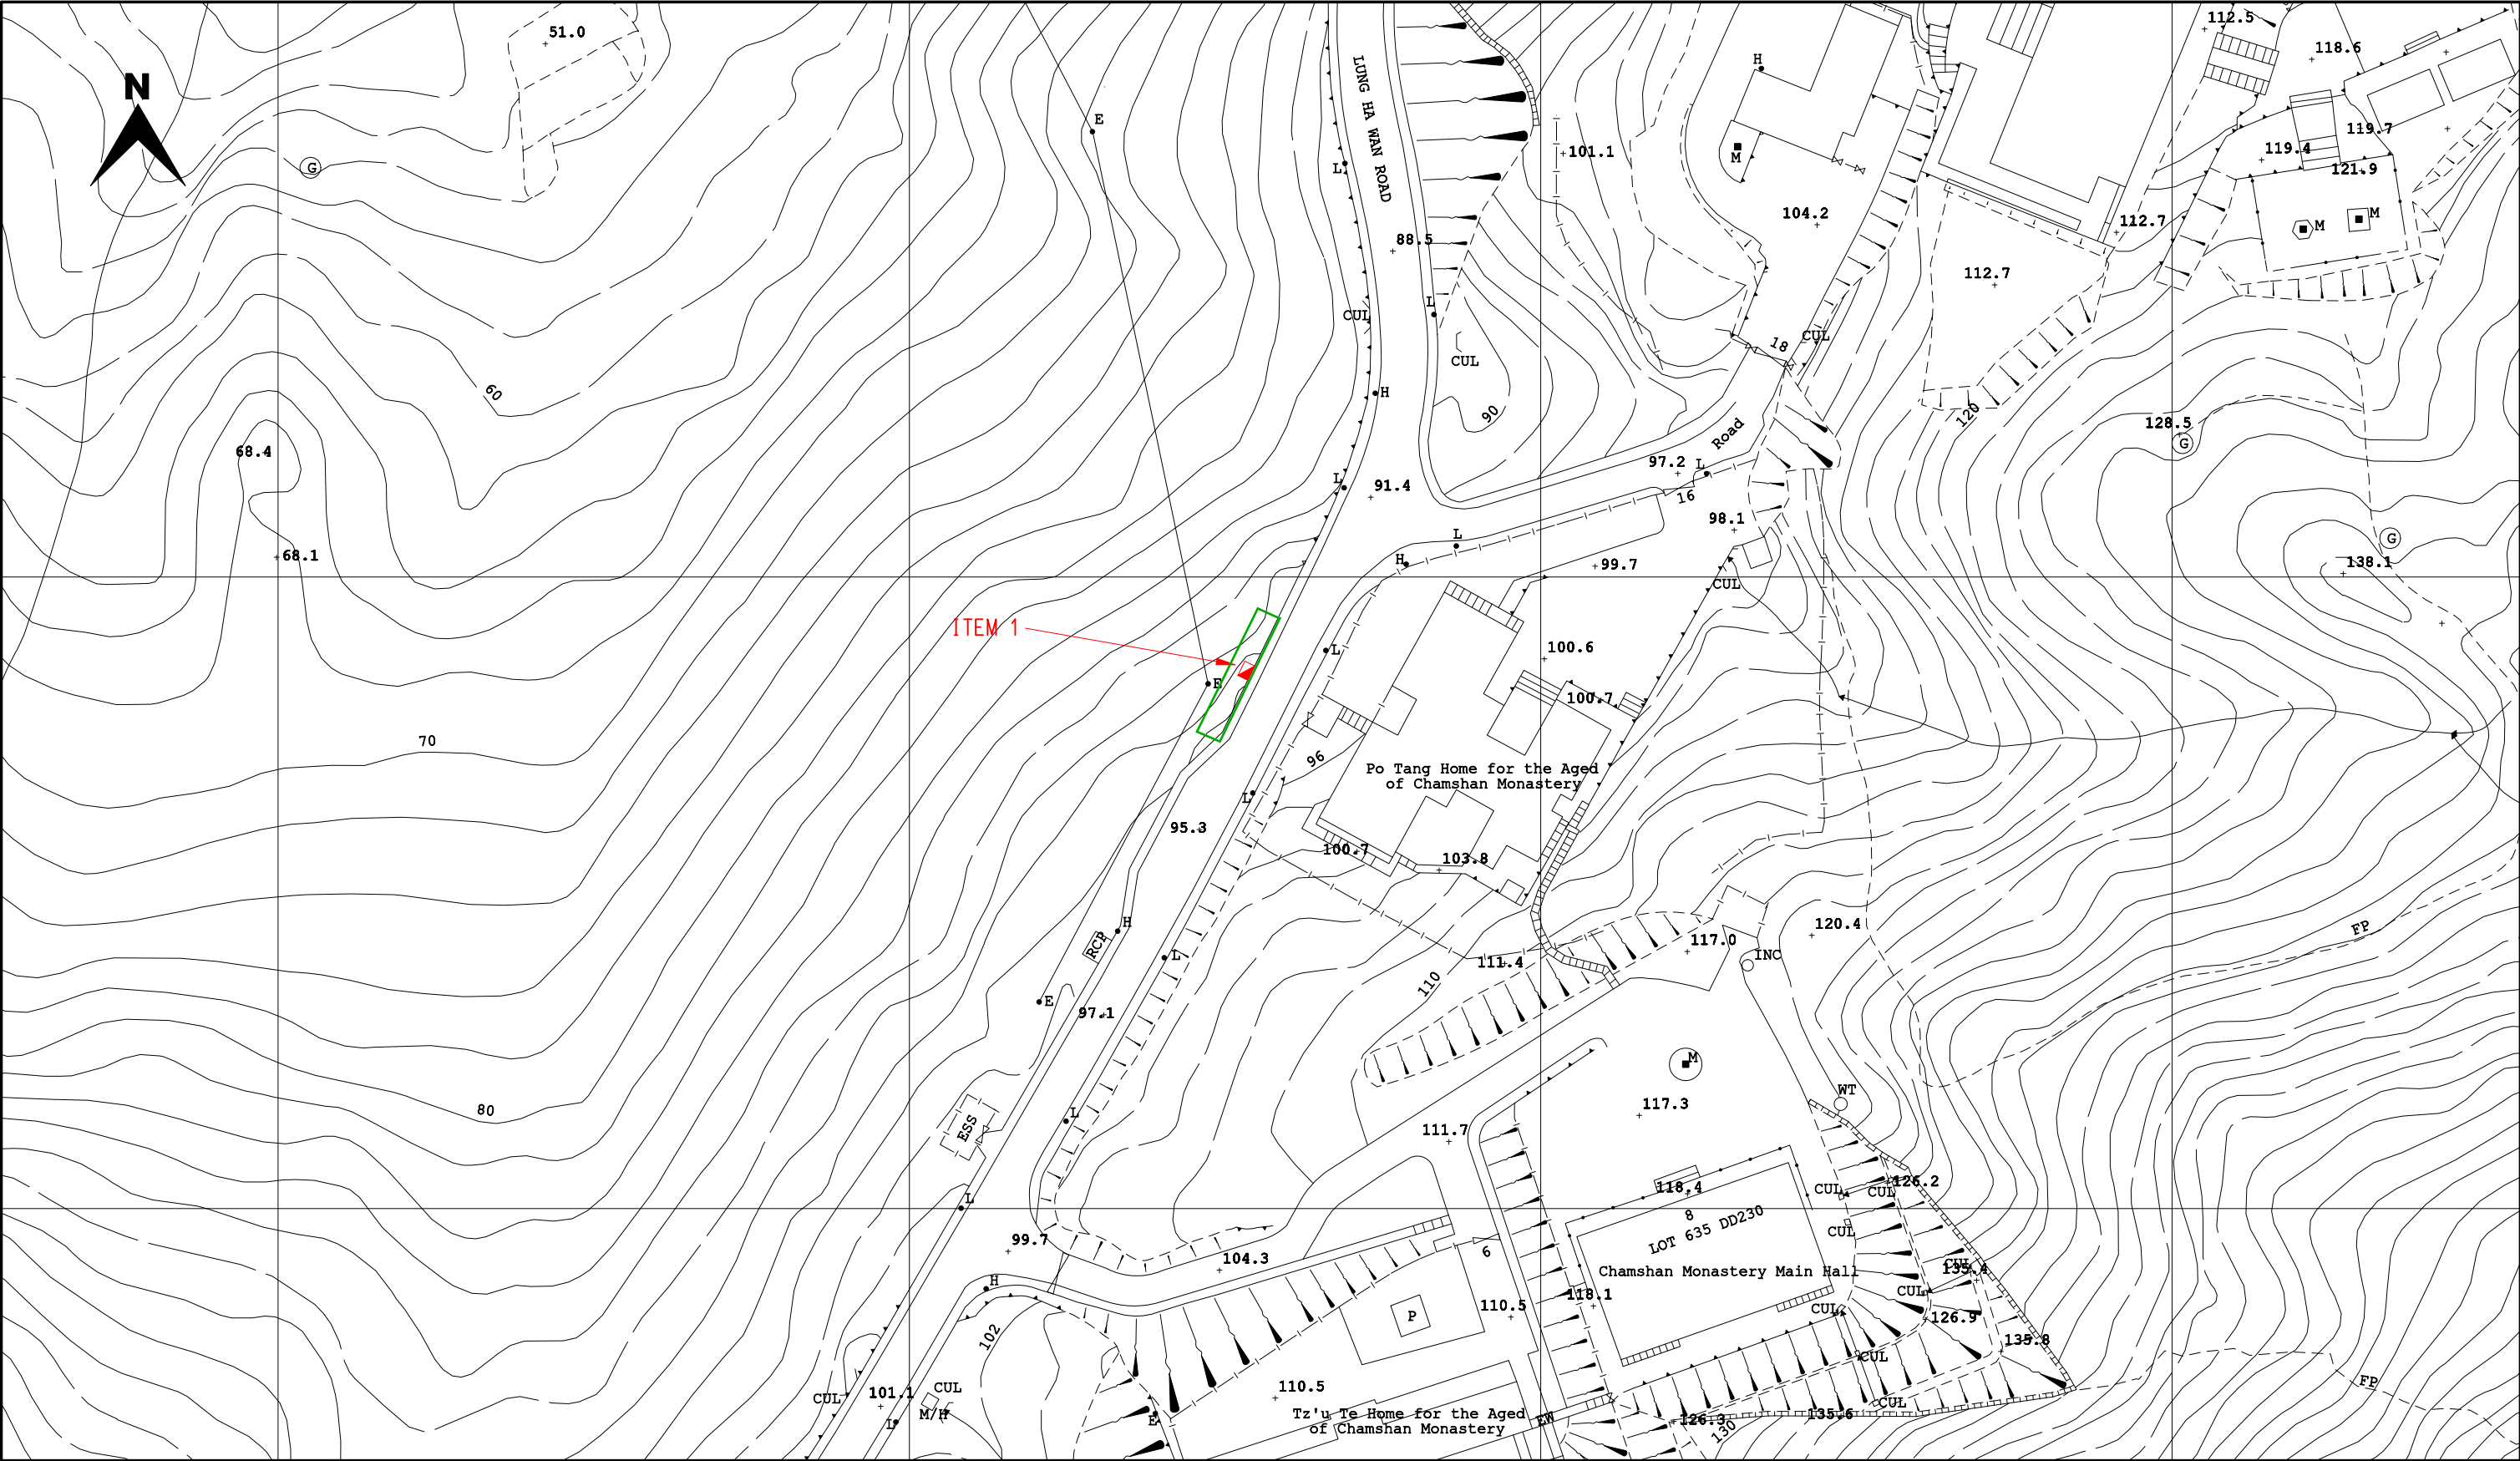 51.0
112.5
118.6
N
H
LUNG HA WAN ROAD
E
119.7
G
L
101.1
M
119.4
121.9
104.2
M
M
88.5
112.7
112.7
L
CUL
CUL
18
CUL
60
H
90
Road
120
128.5
G
68.4
97.2
L
L
91.4
16
98.1
L
G
68.1
H
99.7
CUL
138.1
ITEM 1
L
100.6
E
100.7
70
96
Po Tang Home for the Aged
of Chamshan Monastery
L
95.3
100.7
103.8
H
RCP
120.4
FP
117.0
L
INC
111.4
110
E
97.1
M
80
WT
L
117.3
ESS
111.7
118.4
CUL
CUL
126.2
L
8
LOT 635 DD230
CUL
99.7
6
104.3
Chamshan Monastery Main Hall
CUL
135.4
H
118.1
110.5
CUL
CUL
P
126.9
102
135.8
CUL
FP
CUL
101.1
CUL
110.5
M/H
CUL
L
E
Tz'u Te Home for the Aged
of Chamshan Monastery
EW
126.3
135.6
130